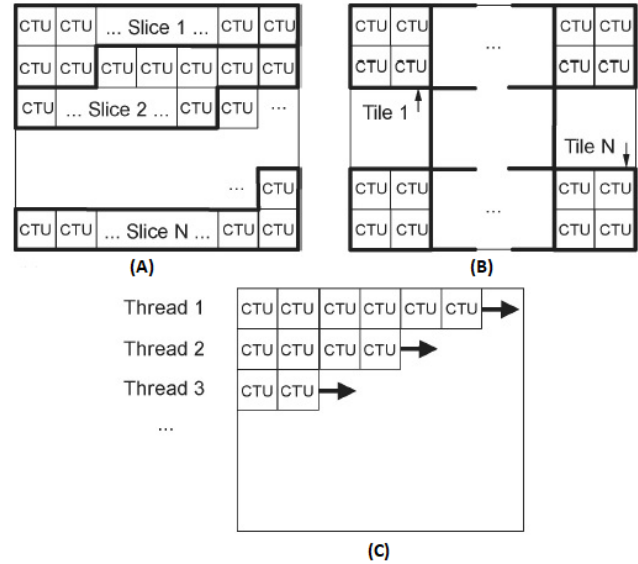 CTU CTU ... Slice 1 ... CTU CTU
CTU CTU CTU CTU CTU CTU CTU
CTU ... Slice 2 ... CTU CTU ...
... CTU
CTU CTU ... Slice N ... CTU CTU
(A)
CTU CTU ... CTU CTU
CTU CTU CTU CTU
Tile 1
Tile N
CTU CTU CTU CTU
CTU CTU ... CTU CTU
(B)
Thread 1 CTU CTU CTU CTU CTU CTU
Thread 2 CTU CTU CTU CTU
Thread 3 CTU CTU
...
(C)